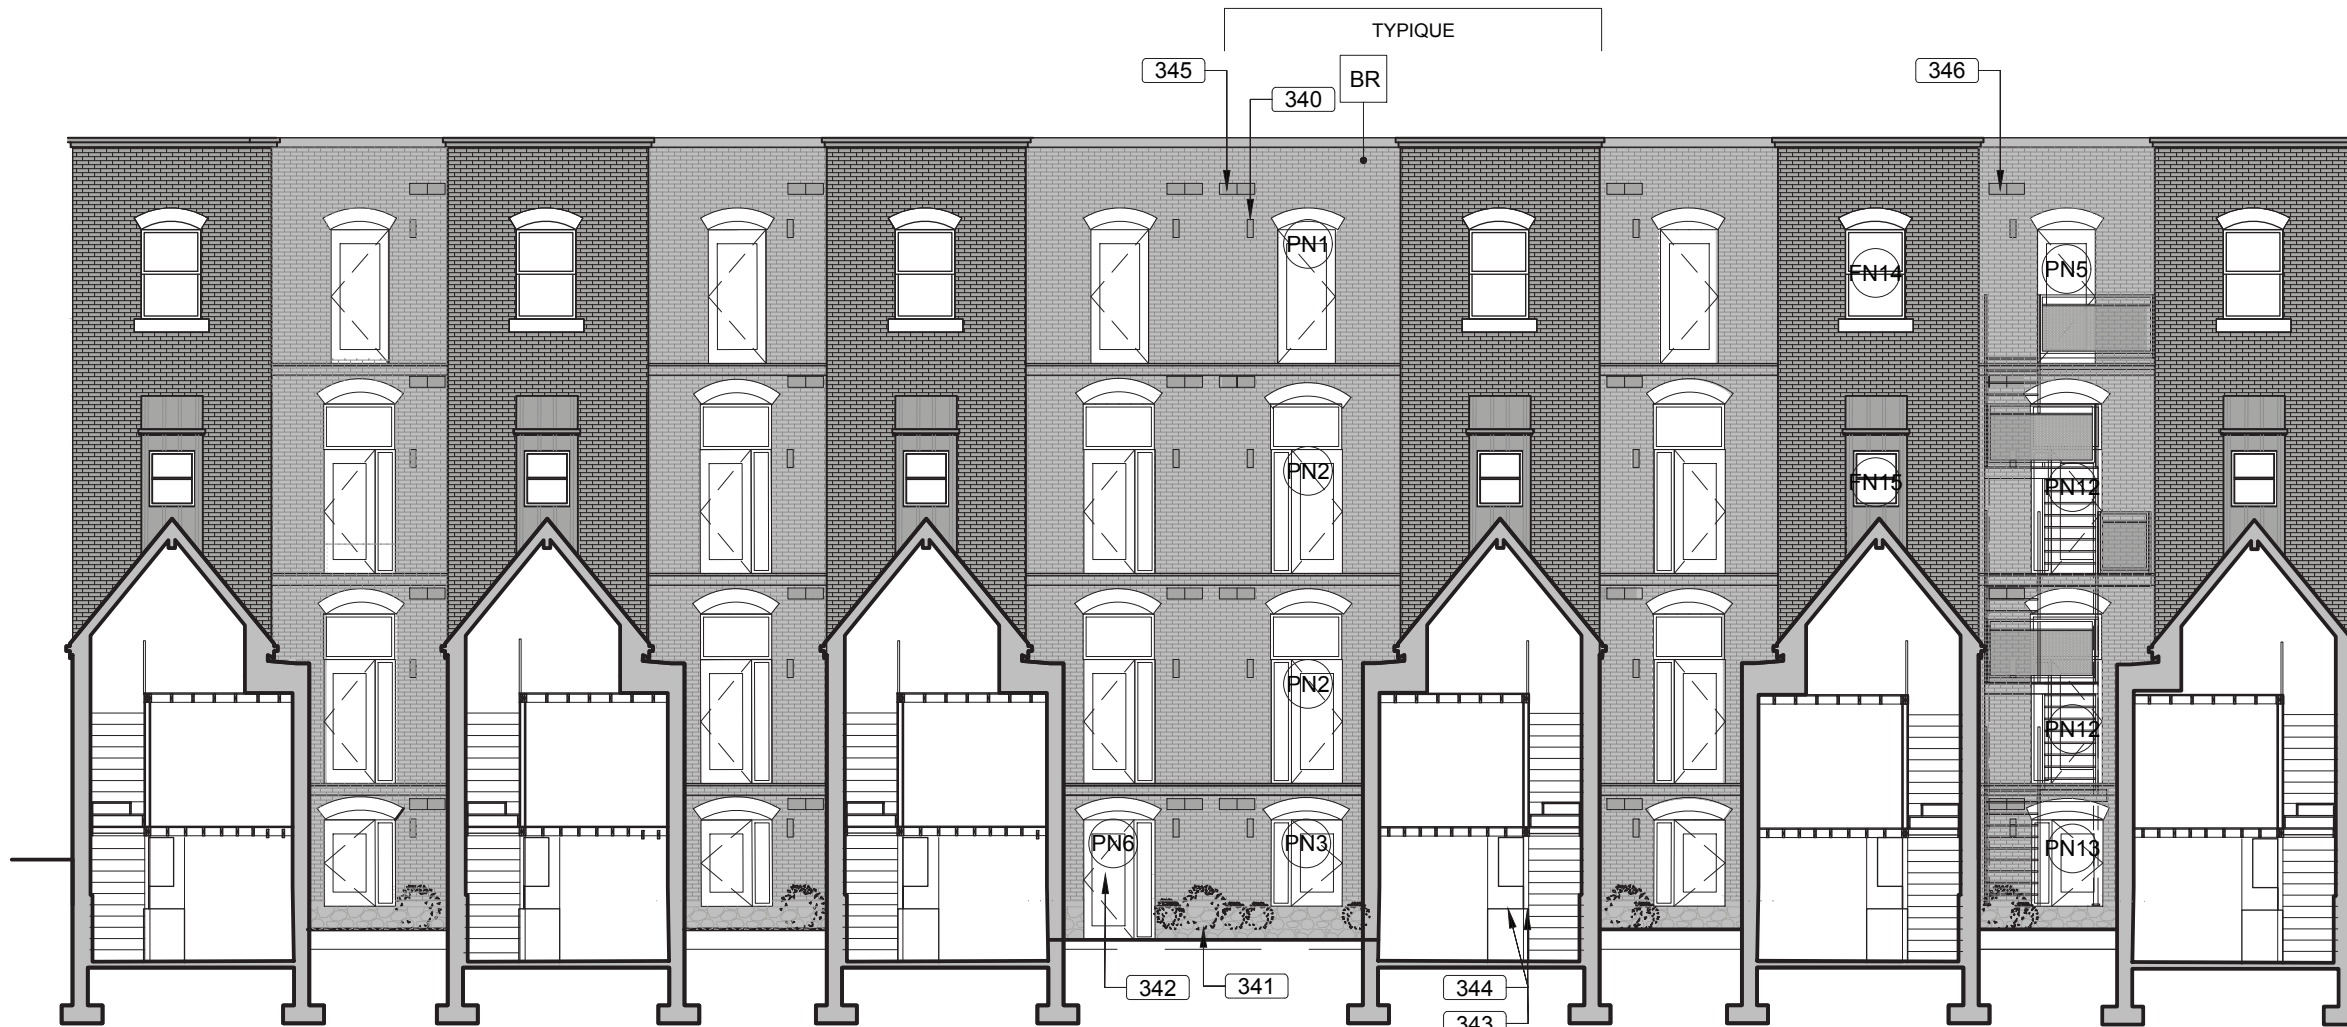 TYPIQUE
345
BR
346
340
PN1
FN14
PN5
PN2
FN15
PN12
PN2
PN12
PN6
PN3
PN13
342
341
344
343